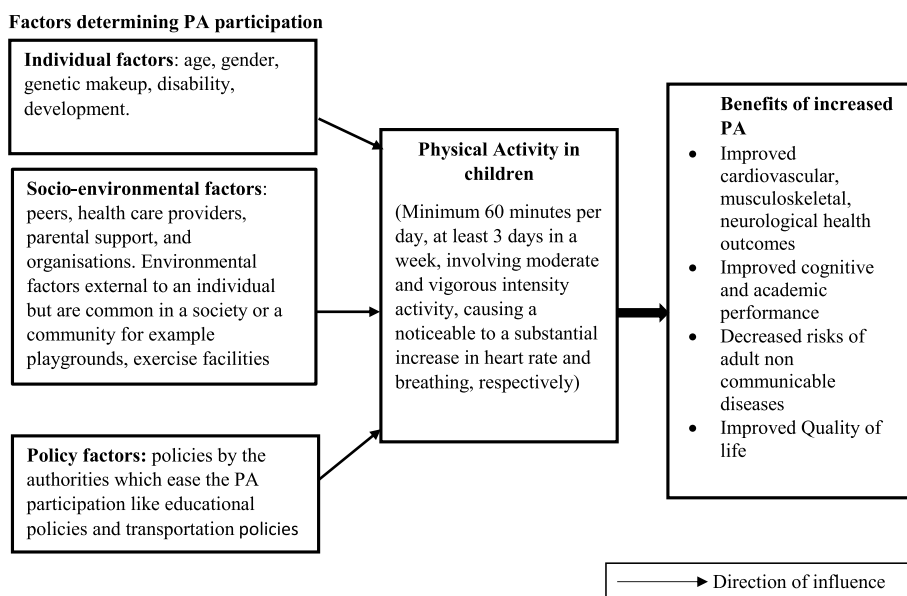 Factors determining PA participation
Individual factors: age, gender,
genetic makeup, disability,
development.
Socio-environmental factors:
peers, health care providers,
parental support, and
organisations. Environmental
factors external to an individual
but are common in a society or a
community for example
playgrounds, exercise facilities
Policy factors: policies by the
authorities which ease the PA
participation like educational
policies and transportation policies
Physical Activity in
children
(Minimum 60 minutes per
day, at least 3 days in a
week, involving moderate
and vigorous intensity
activity, causing a
noticeable to a substantial
increase in heart rate and
breathing, respectively)
Benefits of increased
PA
• Improved
cardiovascular,
musculoskeletal,
neurological health
outcomes
• Improved cognitive
and academic
performance
• Decreased risks of
adult non
communicable
diseases
• Improved Quality of
life
Direction of influence